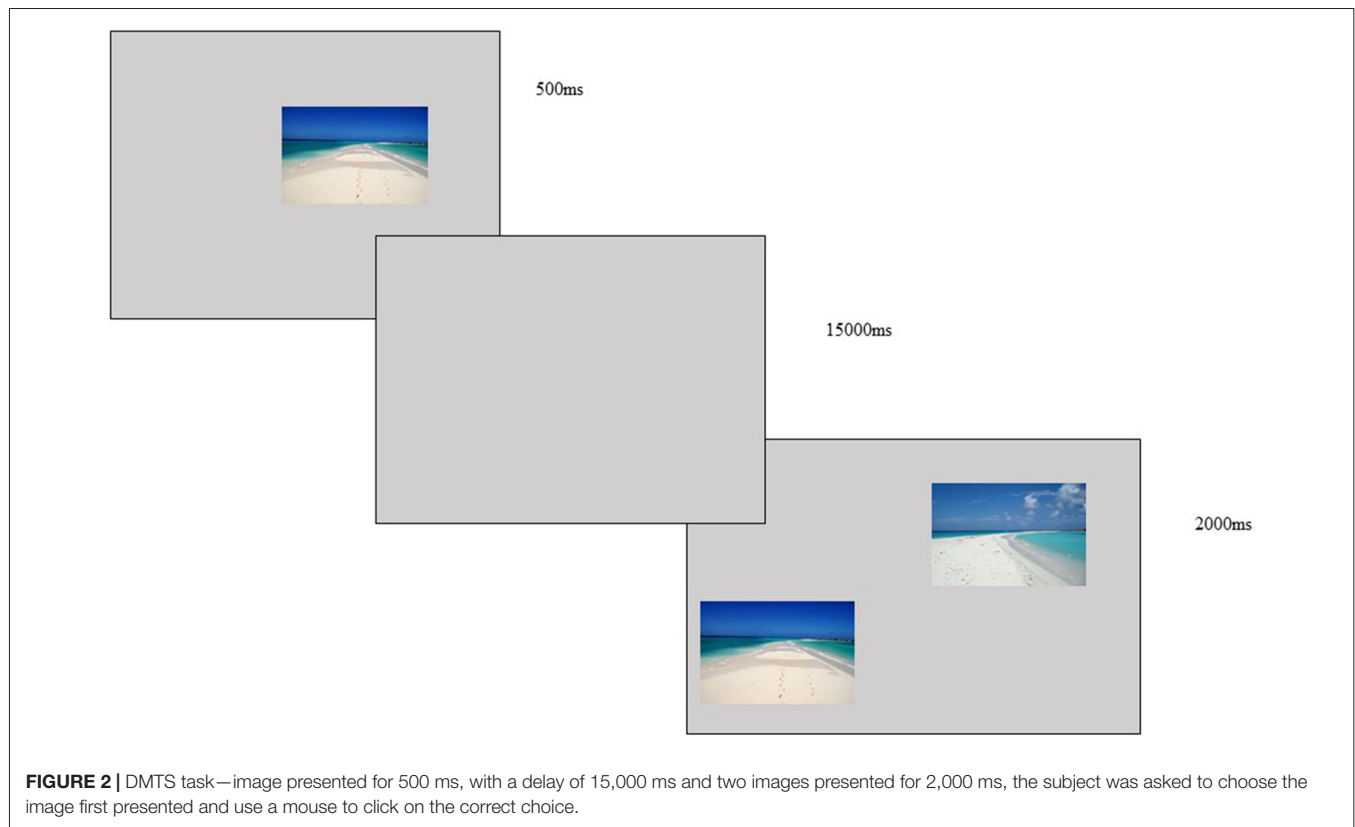 500ms
15000ms
2000ms
FIGURE 2 | DMTS task—image presented for 500 ms, with a delay of 15,000 ms and two images presented for 2,000 ms, the subject was asked to choose the
image first presented and use a mouse to click on the correct choice.